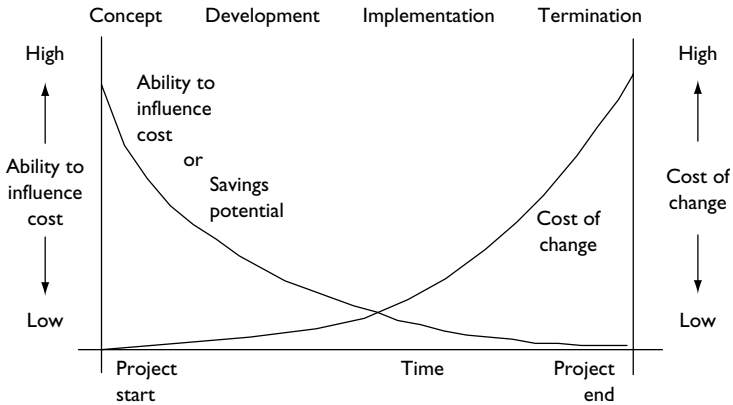 Concept Development Implementation Termination
High
Ability to
influence
cost
Low
Ability to
influence
cost
or
Savings
potential
Cost of
change
High
Cost of
change
Low
Project
start
Time
Project
end